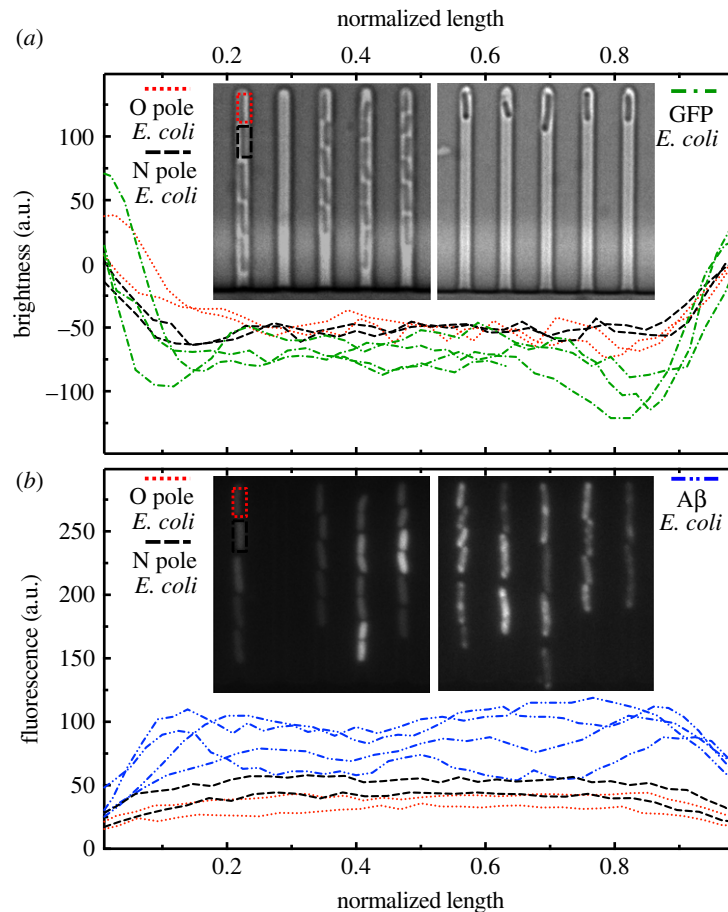 normalized length
(a)
0.2 0.4 0.6 0.8
O pole
E. coli
N pole
E. coli
GFP
E. coli
100
50
0
–50
–100
brightness (a.u.)
(b)
O pole
E. coli
N pole
E. coli
Aβ
E. coli
250
200
150
100
50
0
fluorescence (a.u.)
0.2 0.4 0.6 0.8
normalized length